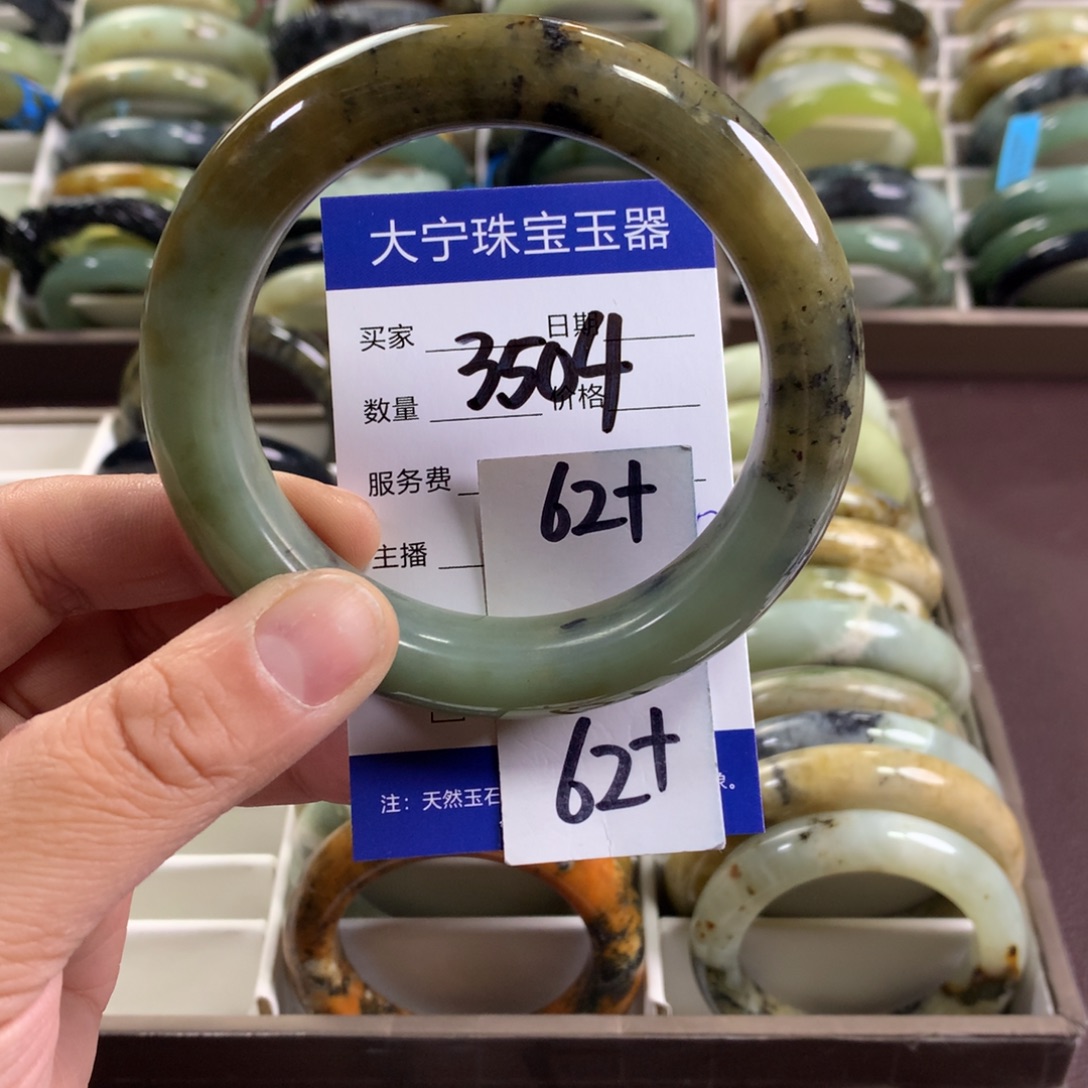 大宁珠宝玉器
买家 日期
3504
数量 价格
服务费
62+
主播
62+
注：天然玉石 象。